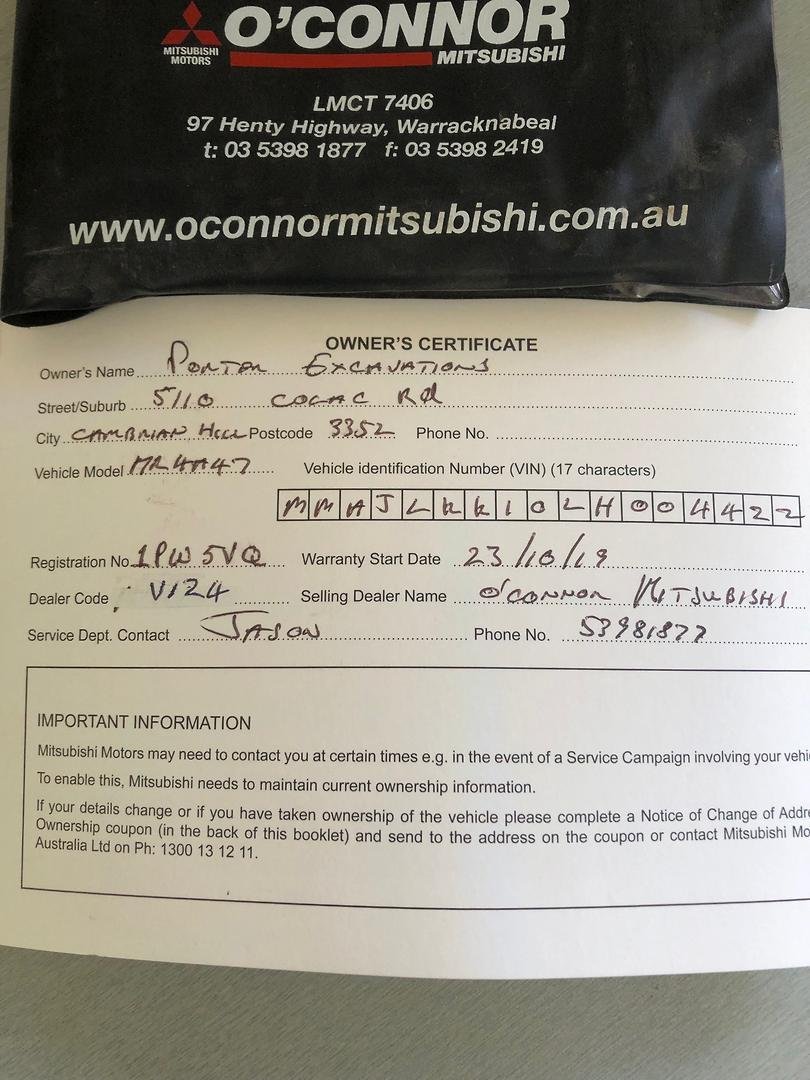 MITSUBISHI
MOTORS
O'CONNOR
MITSUBISHI
LMCT 7406
97 Henty Highway, Warracknabeal
t: 03 5398 1877 f: 03 5398 2419
www.oconnormitsubishi.com.au
OWNER'S CERTIFICATE
Owner's Name Porter Excavations
Street/Suburb 5110 COLAC Rd
City CAMBRIAN HILL Postcode 3352 Phone No.
Vehicle Model MR4A47 Vehicle identification Number (VIN) (17 characters)
MMAJLKK10LH004422
Registration No 1PW 5VQ Warranty Start Date 23/10/19
Dealer Code V124 Selling Dealer Name O'CONNOR MITSUBISHI
Service Dept. Contact JASON Phone No. 53981877
IMPORTANT INFORMATION
Mitsubishi Motors may need to contact you at certain times e.g. in the event of a Service Campaign involving your vehi
To enable this, Mitsubishi needs to maintain current ownership information.
If your details change or if you have taken ownership of the vehicle please complete a Notice of Change of Addre
Ownership coupon (in the back of this booklet) and send to the address on the coupon or contact Mitsubishi Mo
Australia Ltd on Ph: 1300 13 12 11.